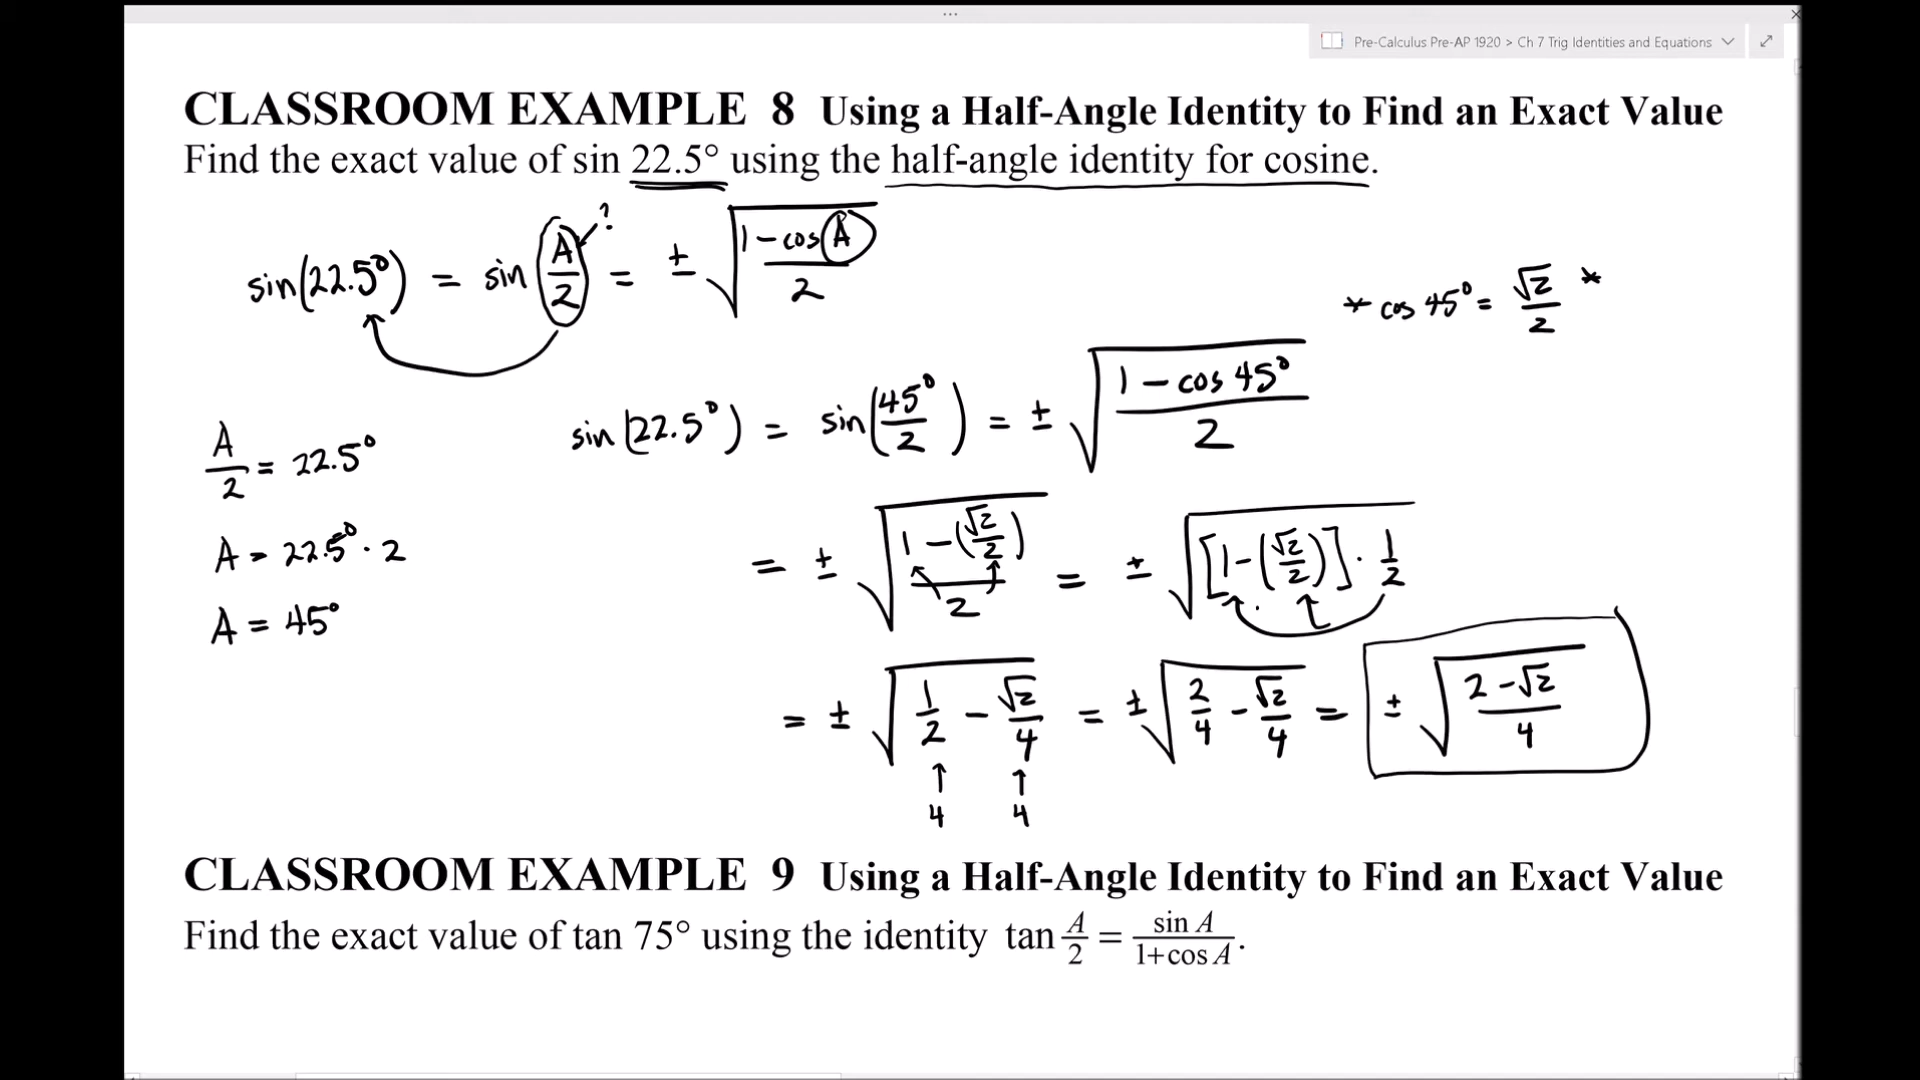 Pre-Calculus Pre-AP 1920 > Ch 7 Trig Identities and Equations
CLASSROOM EXAMPLE 8 Using a Half-Angle Identity to Find an Exact Value
Find the exact value of sin 22.5° using the half-angle identity for cosine.
sin(22.5°) = sin(A/2) = ± √((1 - cos(A))/2)
?
* cos 45° = √2/2 *
sin(22.5°) = sin(45°/2) = ± √((1 - cos 45°)/2)
A/2 = 22.5°
A = 22.5° · 2
A = 45°
= ± √((1 - (√2/2))/2) = ± √([1 - (√2/2)] · 1/2)
= ± √(1/2 - √2/4) = ± √(2/4 - √2/4) = ± √((2 - √2)/4)
↑ ↑
4 4
CLASSROOM EXAMPLE 9 Using a Half-Angle Identity to Find an Exact Value
Find the exact value of tan 75° using the identity tan A/2 = sin A/(1+cos A).